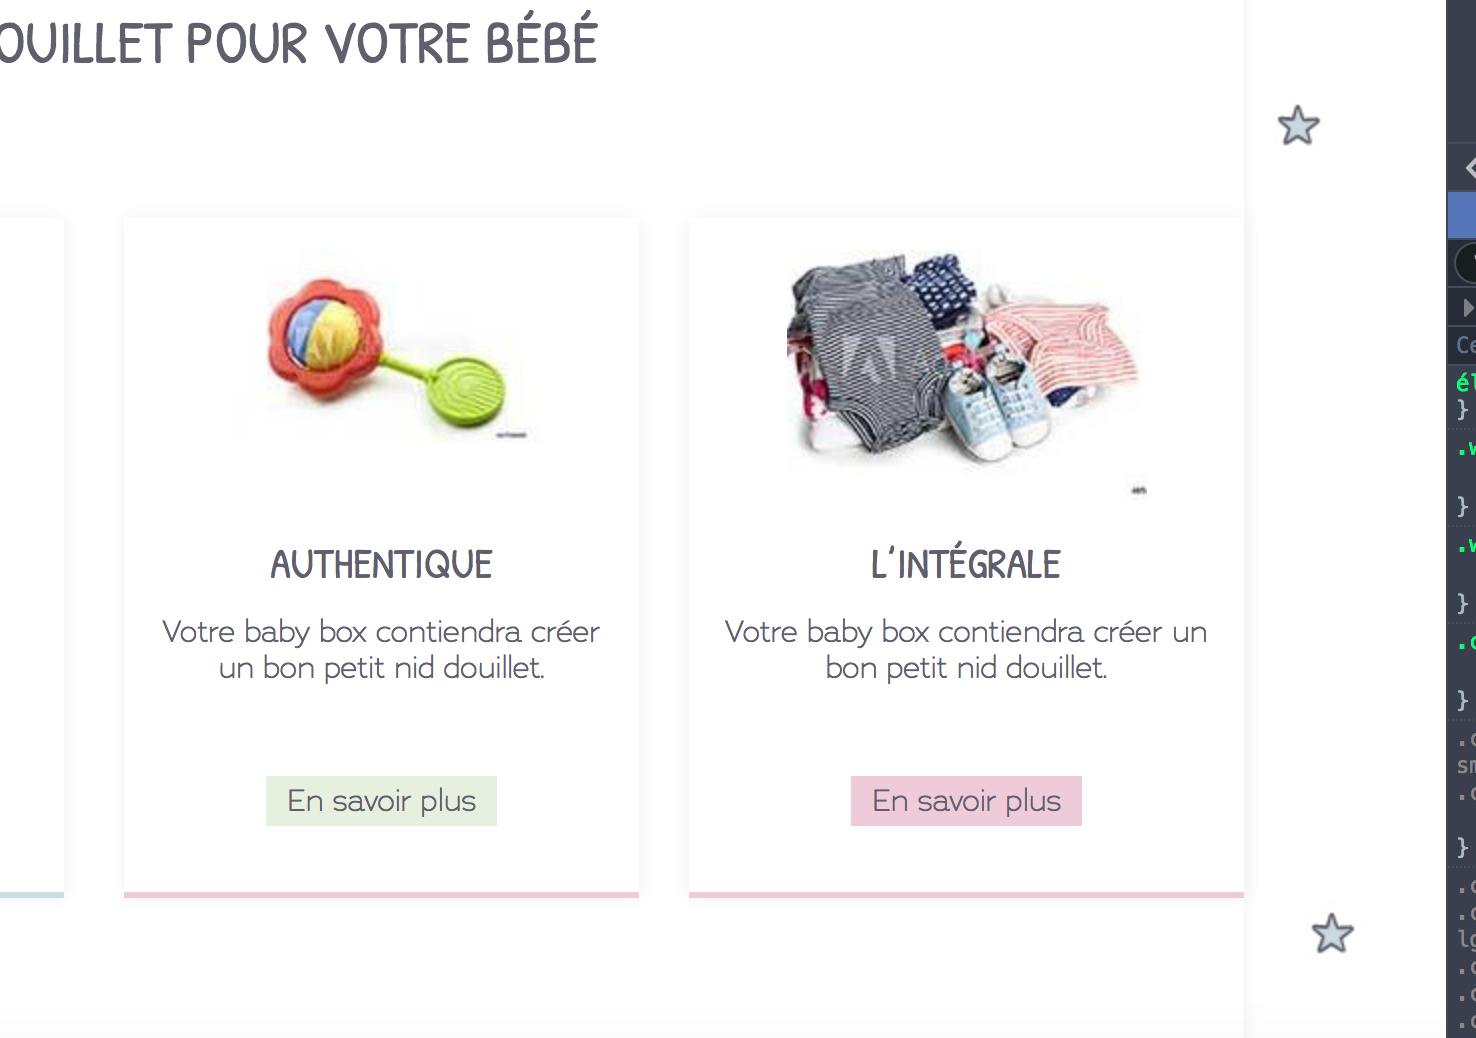 OUILLET POUR VOTRE BÉBÉ
AUTHENTIQUE
Votre baby box contiendra créer
un bon petit nid douillet.
En savoir plus
L'INTÉGRALE
Votre baby box contiendra créer un
bon petit nid douillet.
En savoir plus
Ce
él
}
.w
}
.w
}
.c
}
.c
sm
.c
}
.c
.c
lg
.c
.c
.c